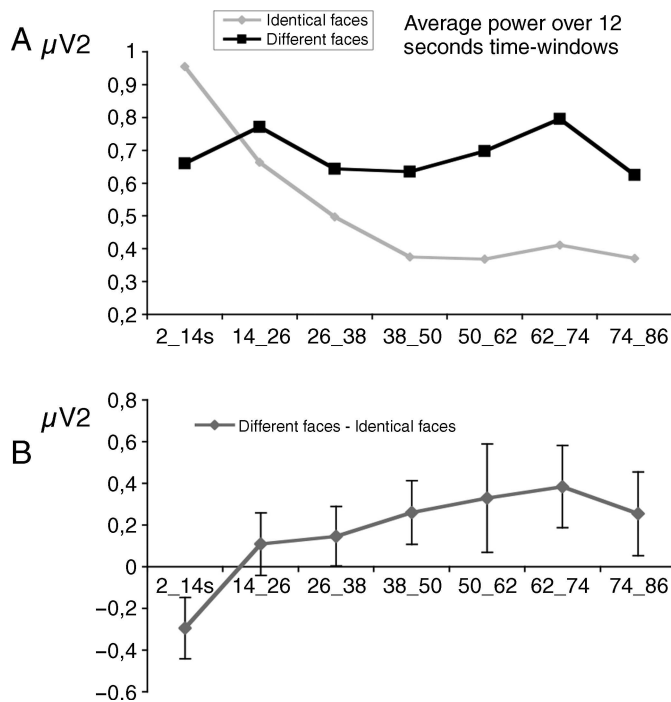 A
µV2
Identical faces
Different faces
Average power over 12
seconds time-windows
1
0,9
0,8
0,7
0,6
0,5
0,4
0,3
0,2
2_14s 14_26 26_38 38_50 50_62 62_74 74_86
B
µV2
Different faces - Identical faces
0,8
0,6
0,4
0,2
0
2_14s 14_26 26_38 38_50 50_62 62_74 74_86
−0.2
−0.4
−0.6